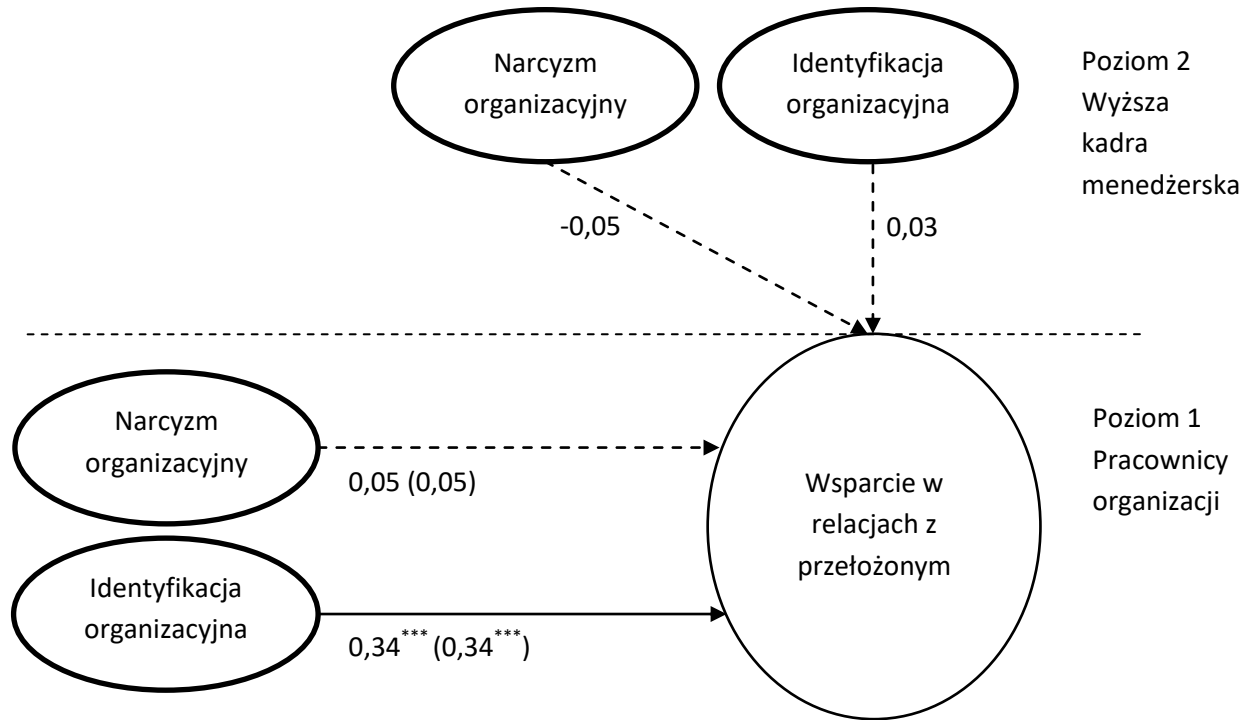 Narcyzm
organizacyjny
Identyfikacja
organizacyjna
Poziom 2
Wyższa
kadra
menedżerska
-0,05
0,03
Narcyzm
organizacyjny
0,05 (0,05)
Identyfikacja
organizacyjna
0,34*** (0,34***)
Wsparcie w
relacjach z
przełożonym
Poziom 1
Pracownicy
organizacji